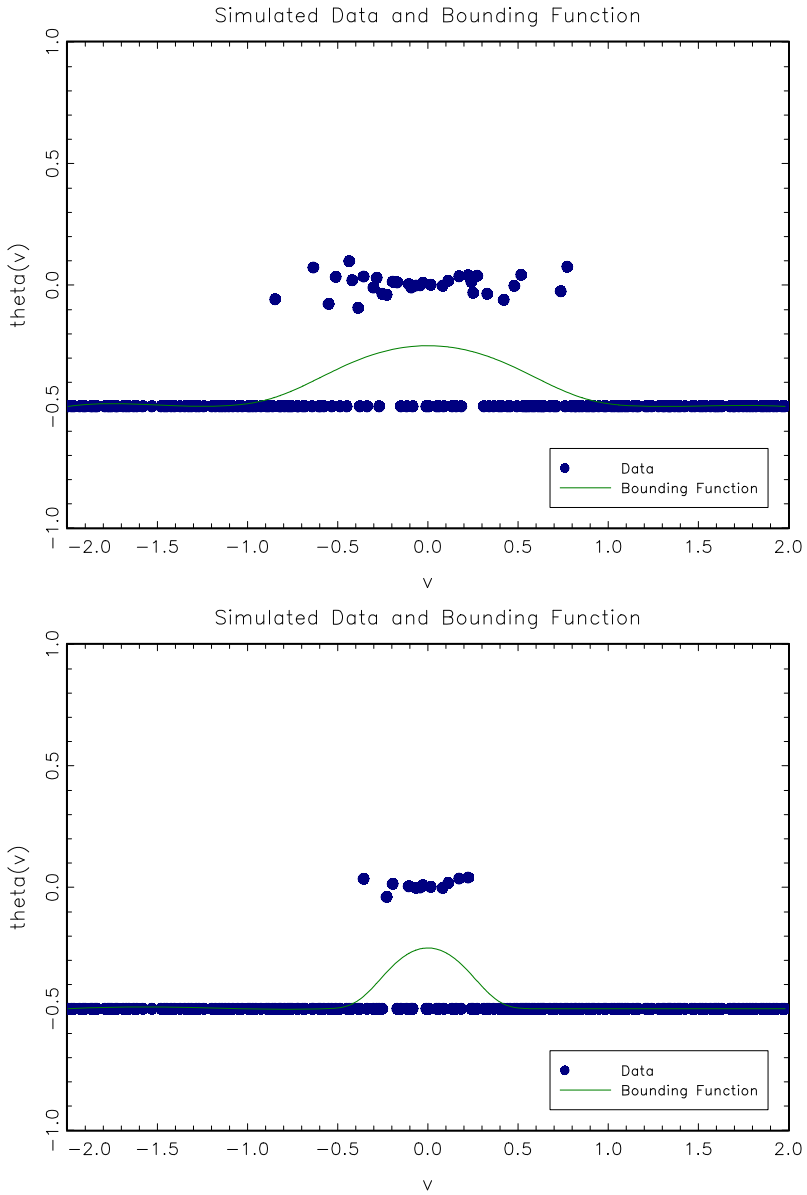 Simulated Data and Bounding Function
1.0
0.5
0.0
−0.5
−1.0
theta(v)
−2.0 −1.5 −1.0 −0.5 0.0 0.5 1.0 1.5 2.0
v
Data
Bounding Function
Simulated Data and Bounding Function
1.0
0.5
0.0
−0.5
−1.0
theta(v)
−2.0 −1.5 −1.0 −0.5 0.0 0.5 1.0 1.5 2.0
v
Data
Bounding Function